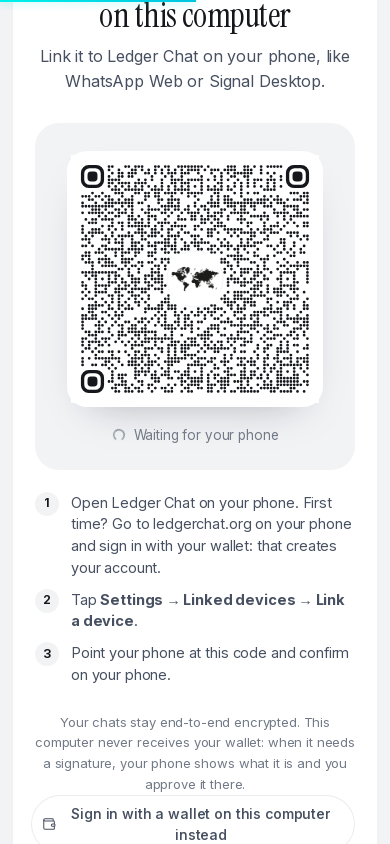 on this computer
Link it to Ledger Chat on your phone, like
WhatsApp Web or Signal Desktop.
Waiting for your phone
1 Open Ledger Chat on your phone. First
time? Go to ledgerchat.org on your phone
and sign in with your wallet: that creates
your account.
2 Tap Settings → Linked devices → Link
a device.
3 Point your phone at this code and confirm
on your phone.
Your chats stay end-to-end encrypted. This
computer never receives your wallet: when it needs
a signature, your phone shows what it is and you
approve it there.
Sign in with a wallet on this computer
instead